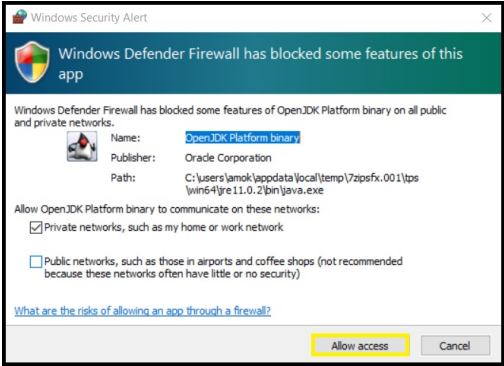 Windows Security Alert
Windows Defender Firewall has blocked some features of this
app
Windows Defender Firewall has blocked some features of OpenJDK Platform binary on all public
and private networks.
Name: OpenJDK Platform binary
Publisher: Oracle Corporation
Path: C:\users\amok\appdata\local\temp\7zipsfx.001\tps
\win64\jre11.0.2\bin\java.exe
Allow OpenJDK Platform binary to communicate on these networks:
Private networks, such as my home or work network
Public networks, such as those in airports and coffee shops (not recommended
because these networks often have little or no security)
What are the risks of allowing an app through a firewall?
Allow access Cancel